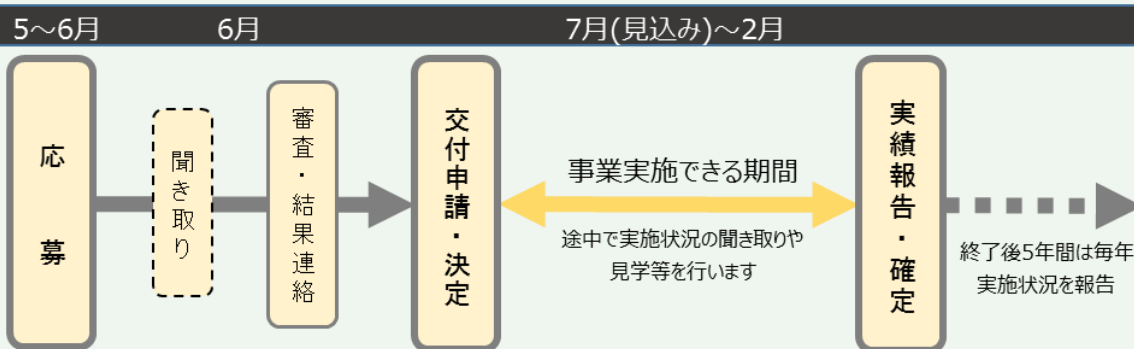 5～6月
6月
7月(見込み)～2月
応募
聞き取り
審査・結果連絡
交付申請・決定
事業実施できる期間
途中で実施状況の聞き取りや
見学等を行います
実績報告・確定
終了後5年間は毎年
実施状況を報告